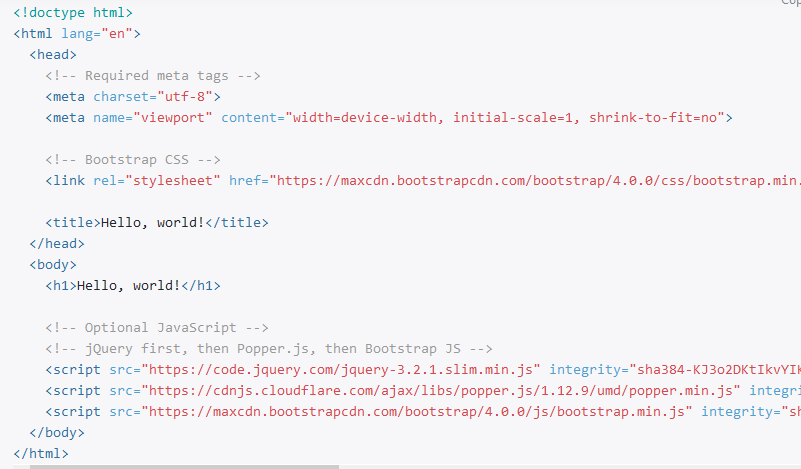 Cop
<!doctype html>
<html lang="en">
  <head>
    <!-- Required meta tags -->
    <meta charset="utf-8">
    <meta name="viewport" content="width=device-width, initial-scale=1, shrink-to-fit=no">

    <!-- Bootstrap CSS -->
    <link rel="stylesheet" href="https://maxcdn.bootstrapcdn.com/bootstrap/4.0.0/css/bootstrap.min.

    <title>Hello, world!</title>
  </head>
  <body>
    <h1>Hello, world!</h1>

    <!-- Optional JavaScript -->
    <!-- jQuery first, then Popper.js, then Bootstrap JS -->
    <script src="https://code.jquery.com/jquery-3.2.1.slim.min.js" integrity="sha384-KJ3o2DKtIkvYIK
    <script src="https://cdnjs.cloudflare.com/ajax/libs/popper.js/1.12.9/umd/popper.min.js" integri
    <script src="https://maxcdn.bootstrapcdn.com/bootstrap/4.0.0/js/bootstrap.min.js" integrity="sh
  </body>
</html>